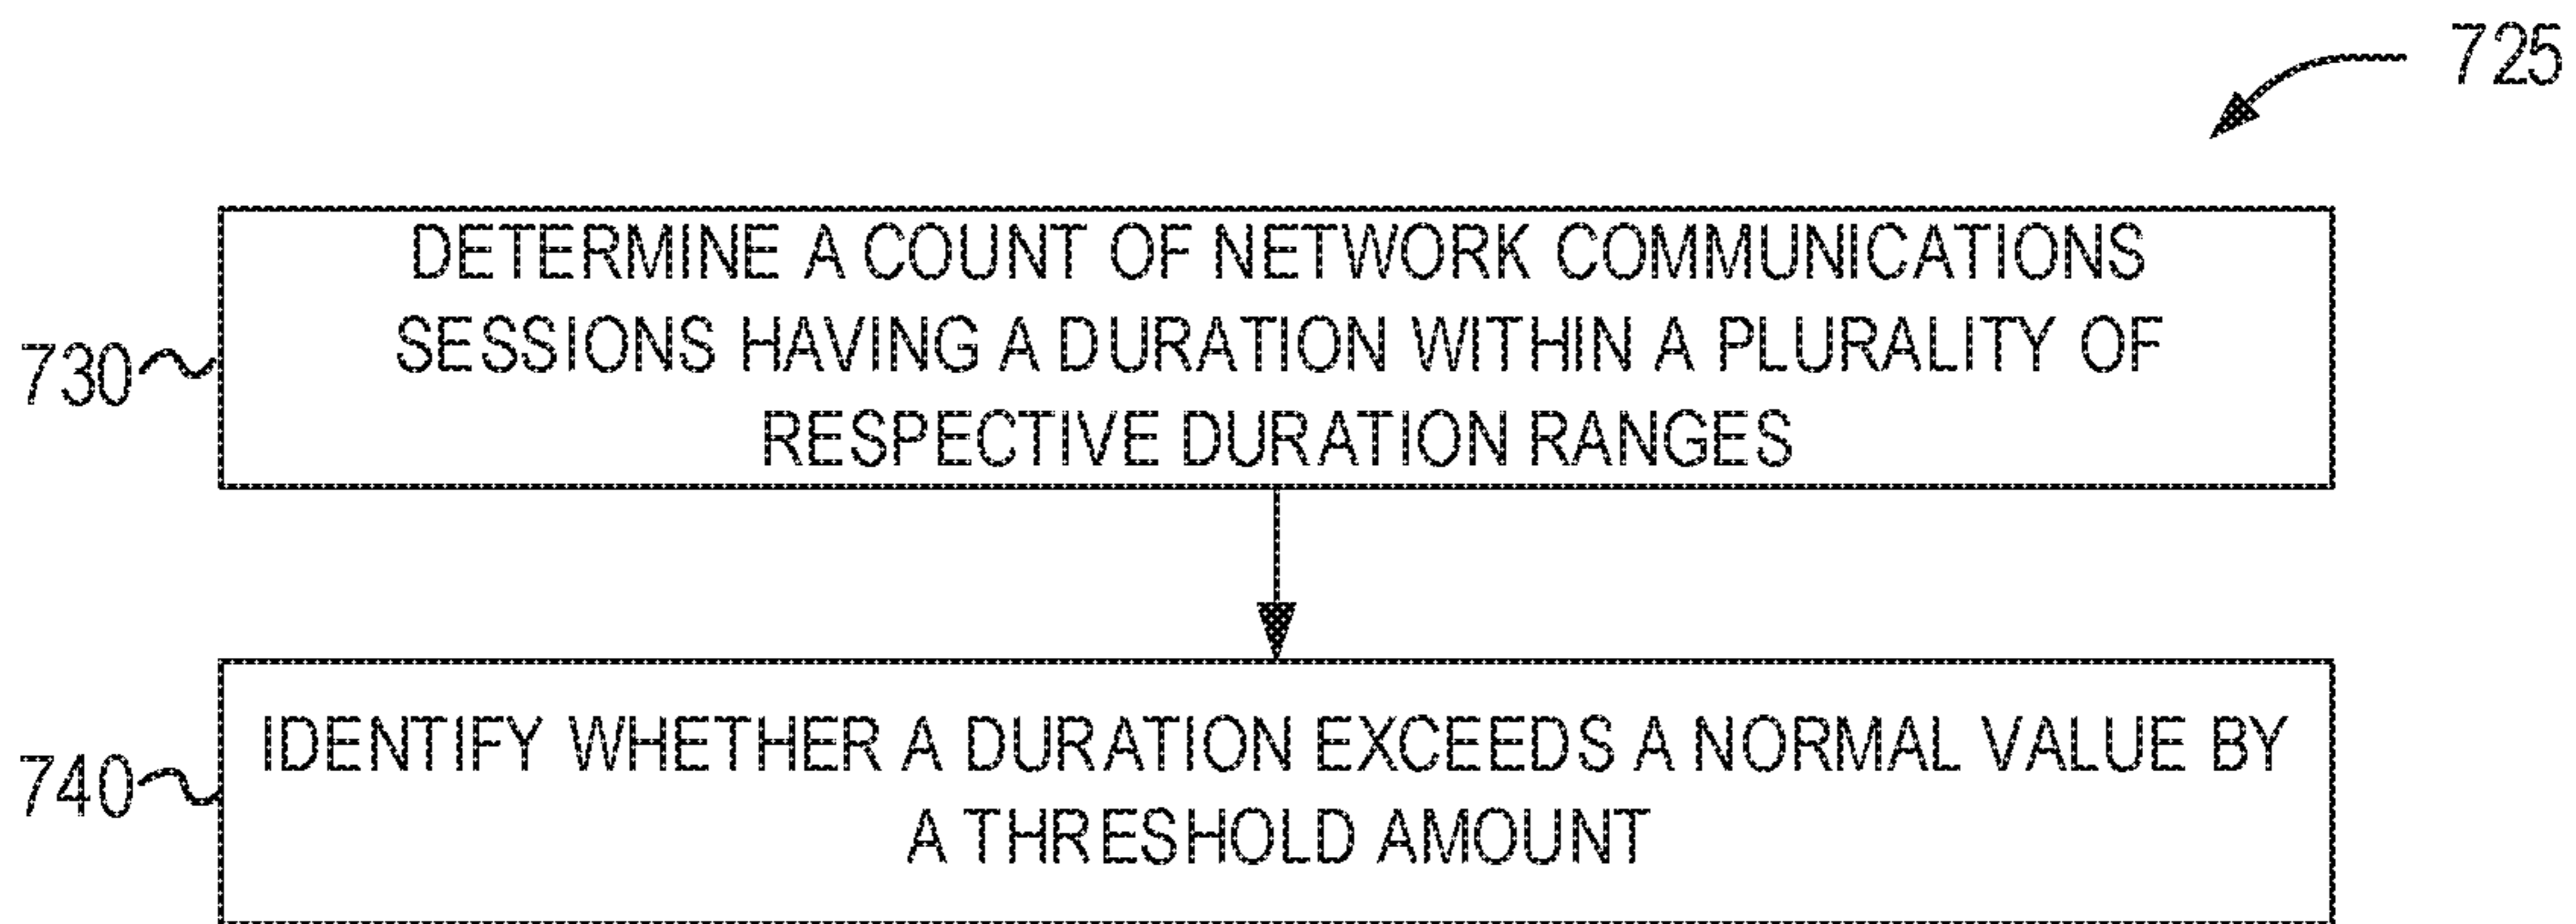 725
DETERMINE A COUNT OF NETWORK COMMUNICATIONS
SESSIONS HAVING A DURATION WITHIN A PLURALITY OF
730
RESPECTIVE DURATION RANGES
IDENTIFY WHETHER A DURATION EXCEEDS A NORMAL VALUE BY
740
A THRESHOLD AMOUNT